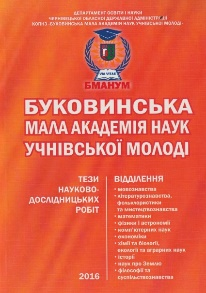 ДЕПАРТАМЕНТ ОСВІТИ І НАУКИ
ЧЕРНІВЕЦЬКОЇ ОБЛАСНОЇ ДЕРЖАВНОЇ АДМІНІСТРАЦІЇ
КОПНЗ „БУКОВИНСЬКА МАЛА АКАДЕМІЯ НАУК УЧНІВСЬКОЇ МОЛОДІ"
БМАНУМ
БУКОВИНСЬКА
МАЛА АКАДЕМІЯ НАУК
УЧНІВСЬКОЇ МОЛОДІ
ТЕЗИ
НАУКОВО-
ДОСЛІДНИЦЬКИХ
РОБІТ
ВІДДІЛЕННЯ
• мовознавства
• літературознавства,
фольклористики
та мистецтвознавства
• математики
• фізики і астрономії
• комп'ютерних наук
• економіки
• хімії та біології,
екології та аграрних наук
• історії
• наук про Землю
• філософії та
суспільствознавства
2016